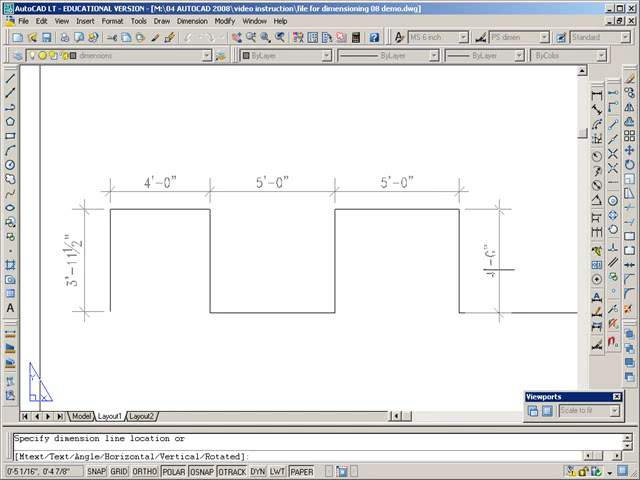 AutoCAD LT - EDUCATIONAL VERSION - [M:\04 AUTOCAD 2008\video instruction\file for dimensioning 08 demo.dwg]
File Edit View Insert Format Tools Draw Dimension Modify Window Help
MS 6 inch PS dimen Standard
dimensions ByLayer ByLayer ByLayer ByColor
4'-0" 5'-0" 5'-0"
3'-11½"
Model Layout1 Layout2
Viewports
Scale to fit
Specify dimension line location or
[Mtext/Text/Angle/Horizontal/Vertical/Rotated]:
0'-5 1/16", 0'-4 7/8" SNAP GRID ORTHO POLAR OSNAP OTRACK DYN LWT PAPER